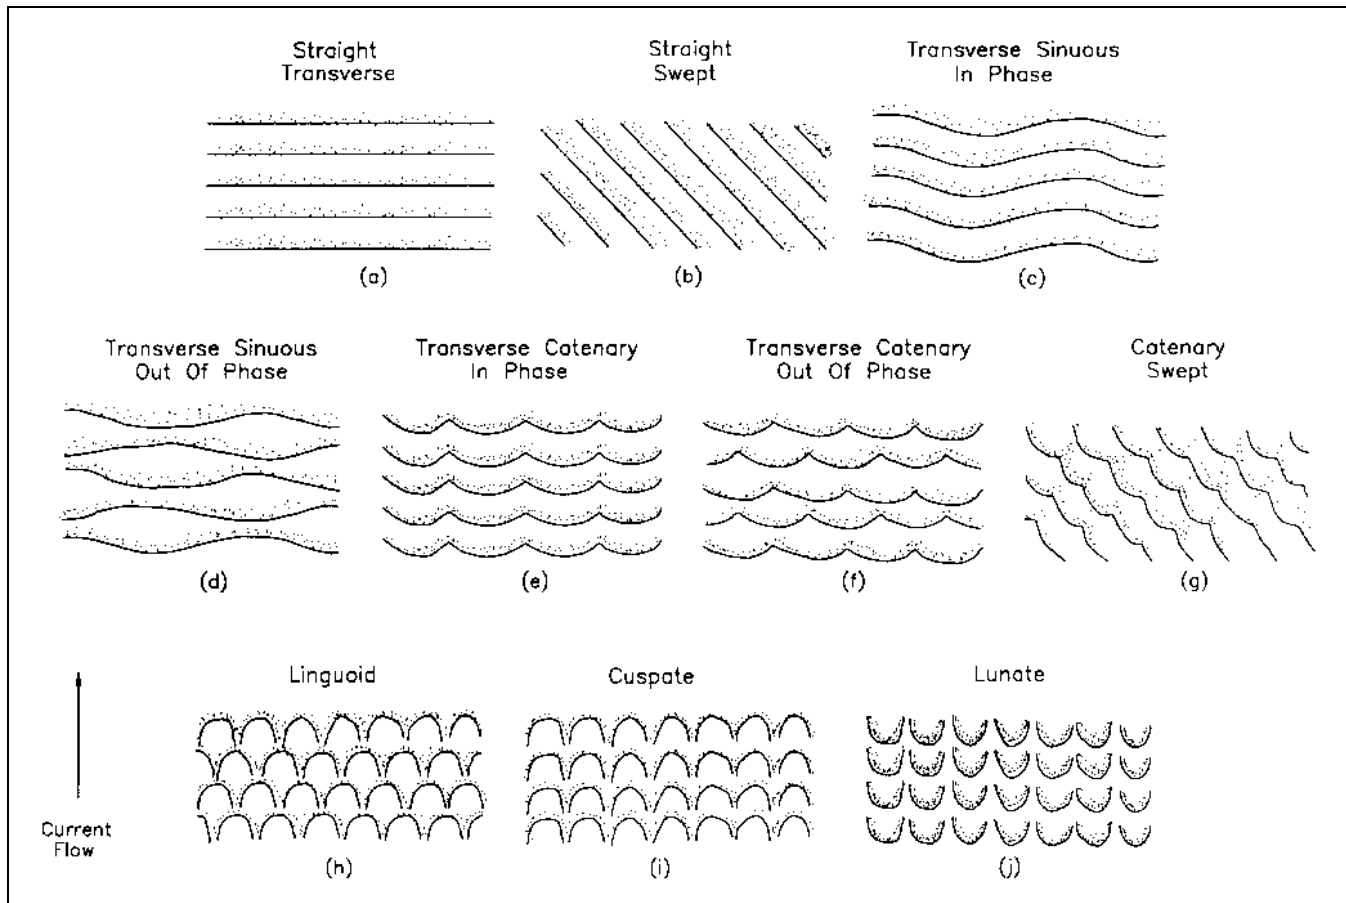 Straight
Transverse
Straight
Swept
Transverse Sinuous
In Phase
(a)
(b)
(c)
Transverse Sinuous
Out Of Phase
Transverse Catenary
In Phase
Transverse Catenary
Out Of Phase
Catenary
Swept
(d)
(e)
(f)
(g)
Linguoid
Cuspate
Lunate
Current
Flow
(h)
(i)
(j)